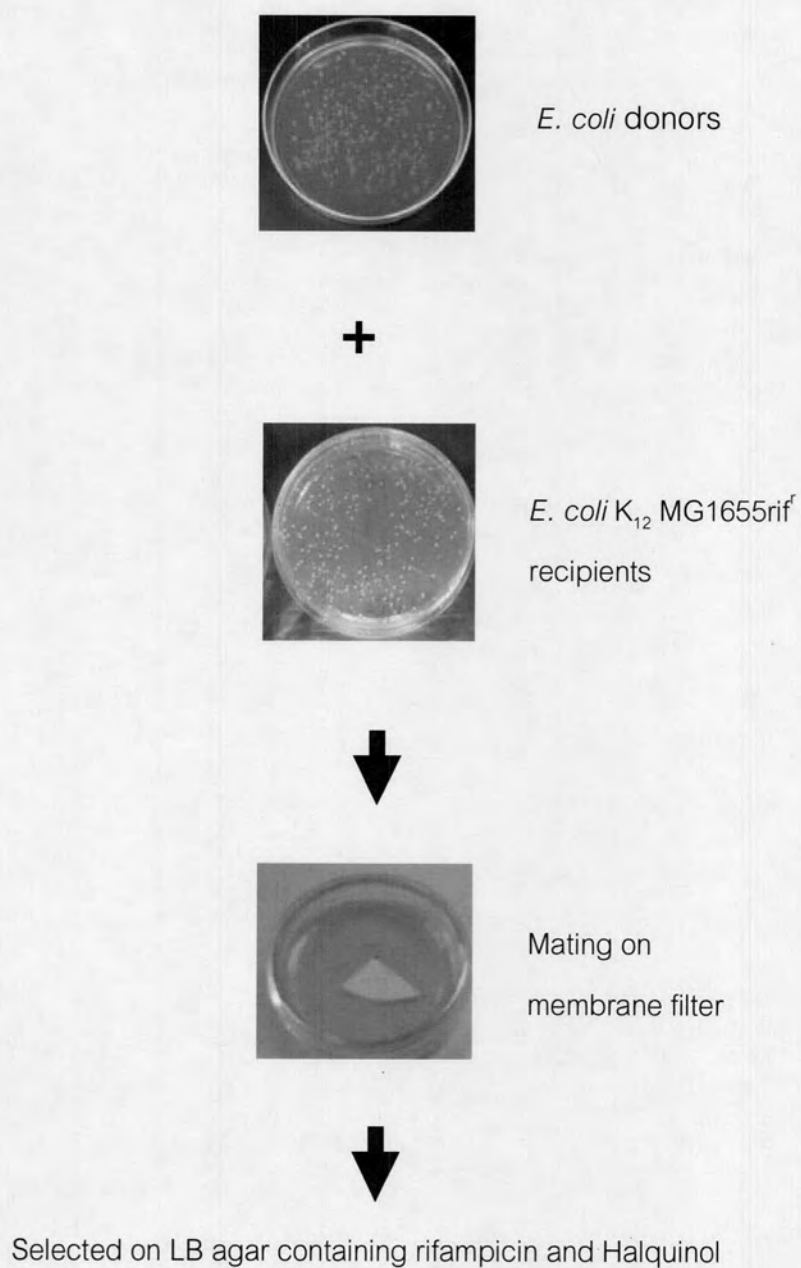 E. coli donors
+
E. coli K₁₂ MG1655rifʳ
recipients
Mating on
membrane filter
Selected on LB agar containing rifampicin and Halquinol